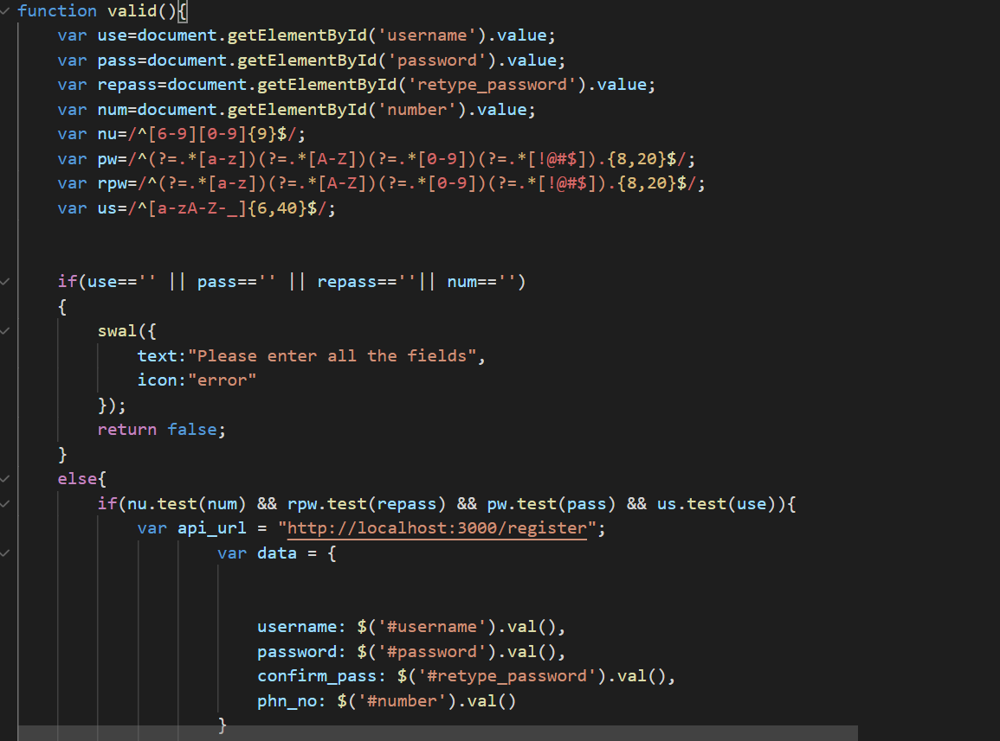 function valid(){
var use=document.getElementById('username').value;
var pass=document.getElementById('password').value;
var repass=document.getElementById('retype_password').value;
var num=document.getElementById('number').value;
var nu=/^[6-9][0-9]{9}$/;
var pw=/^(?=.*[a-z])(?=.*[A-Z])(?=.*[0-9])(?=.*[!@#$]).{8,20}$/;
var rpw=/^(?=.*[a-z])(?=.*[A-Z])(?=.*[0-9])(?=.*[!@#$]).{8,20}$/;
var us=/^[a-zA-Z-_]{6,40}$/;
if(use=='' || pass=='' || repass==''|| num=='')
{
swal({
text:"Please enter all the fields",
icon:"error"
});
return false;
}
else{
if(nu.test(num) && rpw.test(repass) && pw.test(pass) && us.test(use)){
var api_url = "http://localhost:3000/register";
var data = {
username: $('#username').val(),
password: $('#password').val(),
confirm_pass: $('#retype_password').val(),
phn_no: $('#number').val()
}